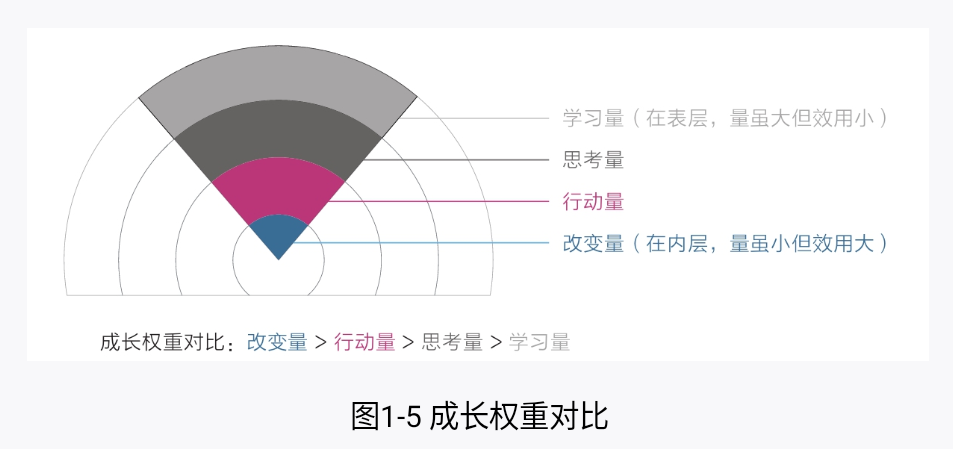 学习量（在表层，量虽大但效用小）
思考量
行动量
改变量（在内层，量虽小但效用大）
成长权重对比：改变量 > 行动量 > 思考量 > 学习量
图1-5 成长权重对比